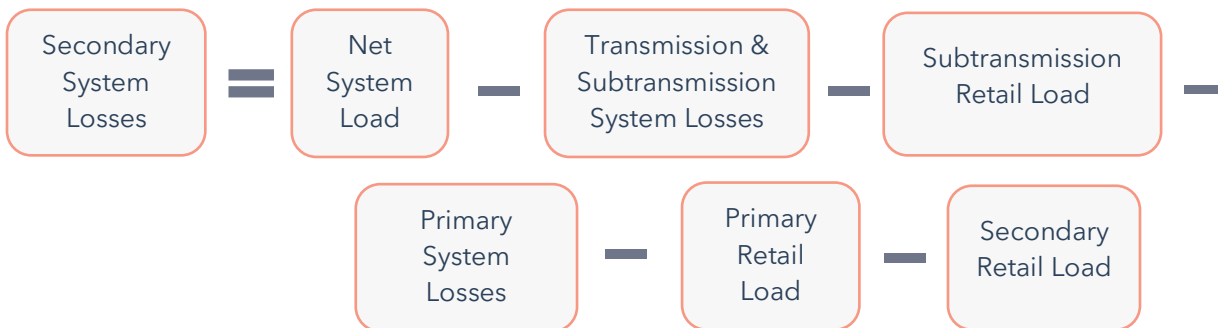 Secondary
System
Losses
=
Net
System
Load
–
Transmission &
Subtransmission
System Losses
–
Subtransmission
Retail Load
–
Primary
System
Losses
–
Primary
Retail
Load
–
Secondary
Retail Load